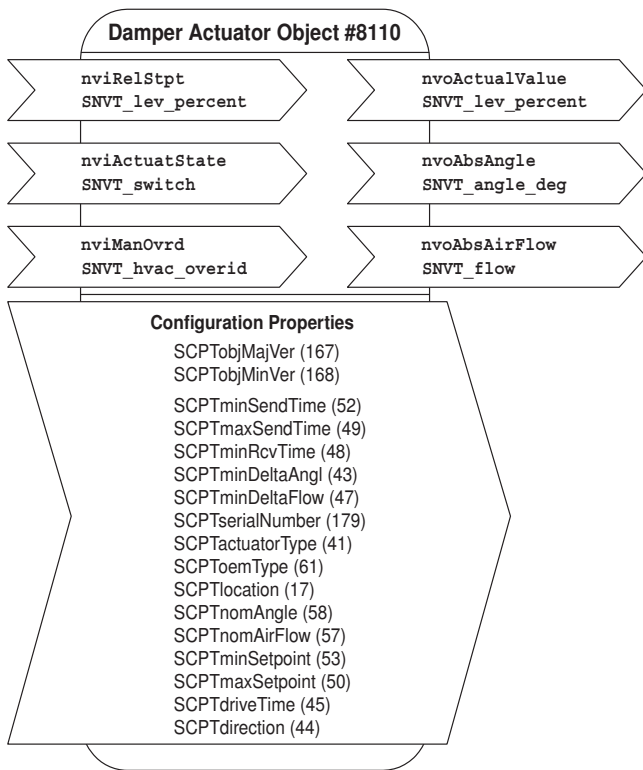 Damper Actuator Object #8110
nviRelStpt
SNVT_lev_percent
nvoActualValue
SNVT_lev_percent
nviActuatState
SNVT_switch
nvoAbsAngle
SNVT_angle_deg
nviManOvrd
SNVT_hvac_overid
nvoAbsAirFlow
SNVT_flow
Configuration Properties
SCPTobjMajVer (167)
SCPTobjMinVer (168)
SCPTminSendTime (52)
SCPTmaxSendTime (49)
SCPTminRcvTime (48)
SCPTminDeltaAngl (43)
SCPTminDeltaFlow (47)
SCPTserialNumber (179)
SCPTactuatorType (41)
SCPToemType (61)
SCPTlocation (17)
SCPTnomAngle (58)
SCPTnomAirFlow (57)
SCPTminSetpoint (53)
SCPTmaxSetpoint (50)
SCPTdriveTime (45)
SCPTdirection (44)